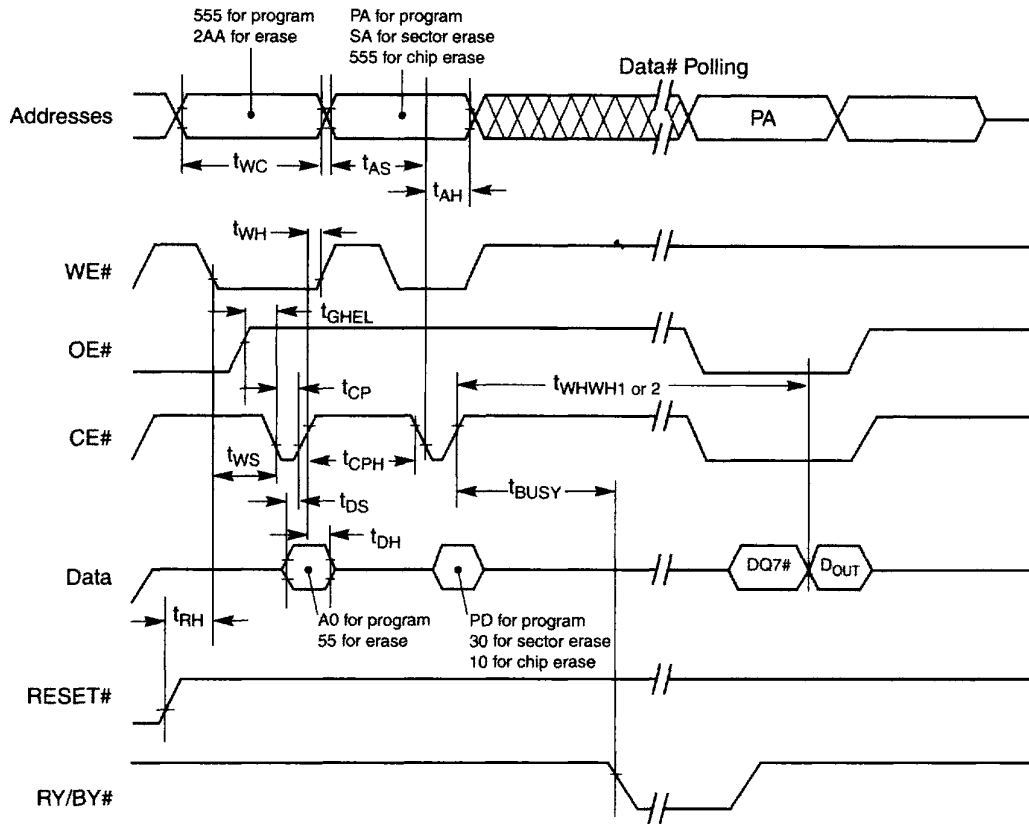 555 for program
2AA for erase
PA for program
SA for sector erase
555 for chip erase
Data# Polling
Addresses
PA
tWC
tAS
tAH
tWH
WE#
tGHEL
OE#
tCP
tWHWH1 or 2
CE#
tWS
tCPH
tBUSY
tDS
tDH
Data
DQ7#
DOUT
tRH
A0 for program
55 for erase
PD for program
30 for sector erase
10 for chip erase
RESET#
RY/BY#